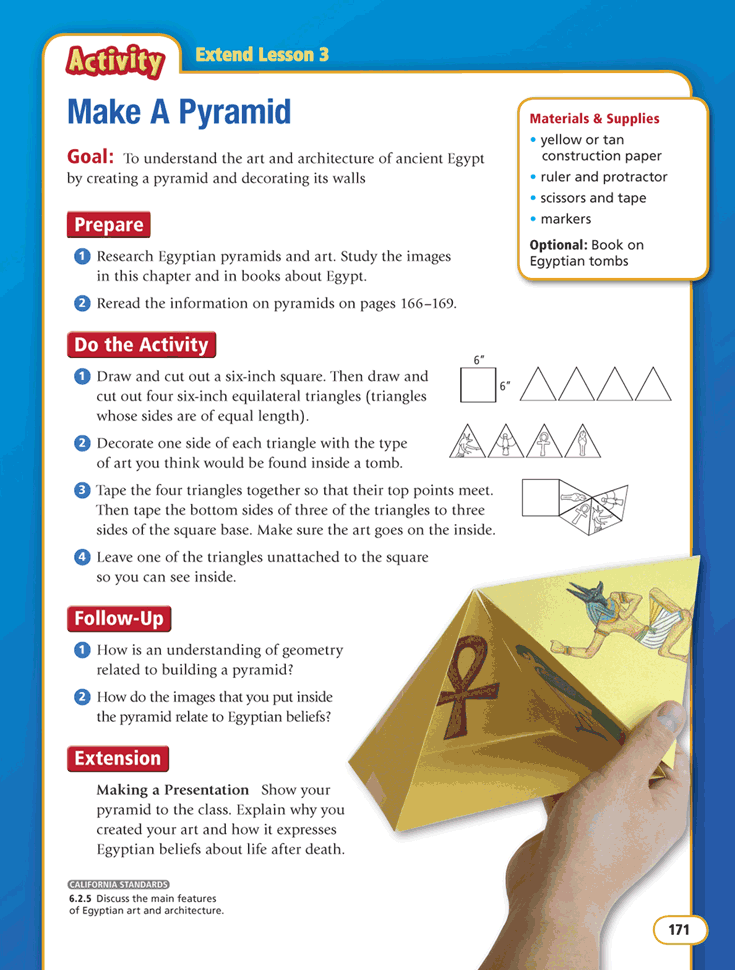 Activity
Extend Lesson 3
Make A Pyramid
Goal: To understand the art and architecture of ancient Egypt
by creating a pyramid and decorating its walls
Materials & Supplies
• yellow or tan
construction paper
• ruler and protractor
• scissors and tape
• markers
Optional: Book on
Egyptian tombs
Prepare
1 Research Egyptian pyramids and art. Study the images
in this chapter and in books about Egypt.
2 Reread the information on pyramids on pages 166–169.
Do the Activity
1 Draw and cut out a six-inch square. Then draw and
cut out four six-inch equilateral triangles (triangles
whose sides are of equal length).
6″
6″
2 Decorate one side of each triangle with the type
of art you think would be found inside a tomb.
3 Tape the four triangles together so that their top points meet.
Then tape the bottom sides of three of the triangles to three
sides of the square base. Make sure the art goes on the inside.
4 Leave one of the triangles unattached to the square
so you can see inside.
Follow-Up
1 How is an understanding of geometry
related to building a pyramid?
2 How do the images that you put inside
the pyramid relate to Egyptian beliefs?
Extension
Making a Presentation Show your
pyramid to the class. Explain why you
created your art and how it expresses
Egyptian beliefs about life after death.
CALIFORNIA STANDARDS
6.2.5 Discuss the main features
of Egyptian art and architecture.
171